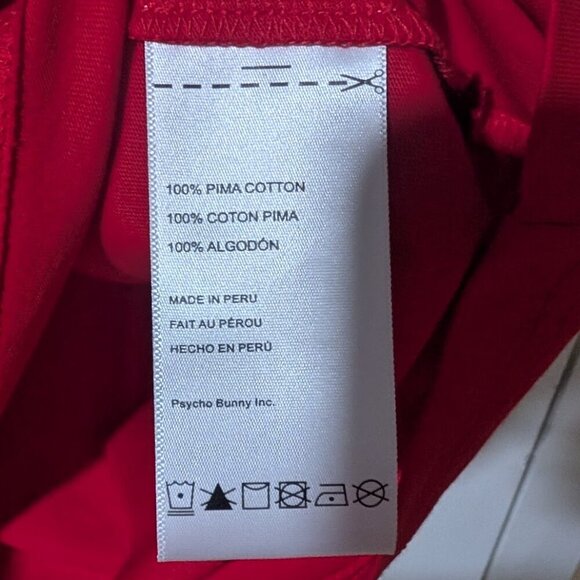 100% PIMA COTTON
100% COTON PIMA
100% ALGODÓN
MADE IN PERU
FAIT AU PÉROU
HECHO EN PERÚ
Psycho Bunny Inc.